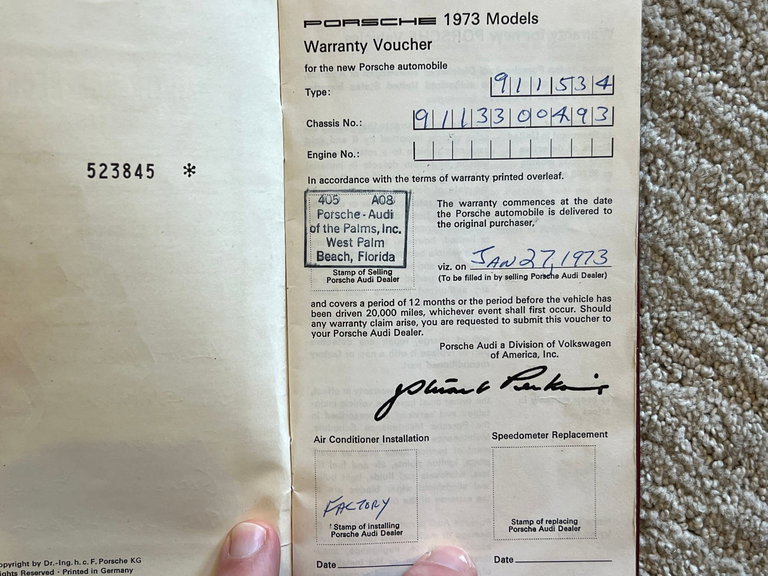 523845 *
opyright by Dr.-Ing. h. c. F. Porsche KG
ights Reserved · Printed in Germany
PORSCHE 1973 Models
Warranty Voucher
for the new Porsche automobile
Type: 911534
Chassis No.: 9113300493
Engine No.:
In accordance with the terms of warranty printed overleaf.
405 A08
Porsche-Audi
of the Palms, Inc.
West Palm
Beach, Florida
Stamp of Selling
Porsche Audi Dealer
The warranty commences at the date
the Porsche automobile is delivered to
the original purchaser,
viz. on JAN 27, 1973
(To be filled in by selling Porsche Audi Dealer)
and covers a period of 12 months or the period before the vehicle has
been driven 20,000 miles, whichever event shall first occur. Should
any warranty claim arise, you are requested to submit this voucher to
your Porsche Audi Dealer.
Porsche Audi a Division of Volkswagen
of America, Inc.
Air Conditioner Installation
FACTORY
Stamp of installing
Porsche Audi Dealer
Date
Speedometer Replacement
Stamp of replacing
Porsche Audi Dealer
Date